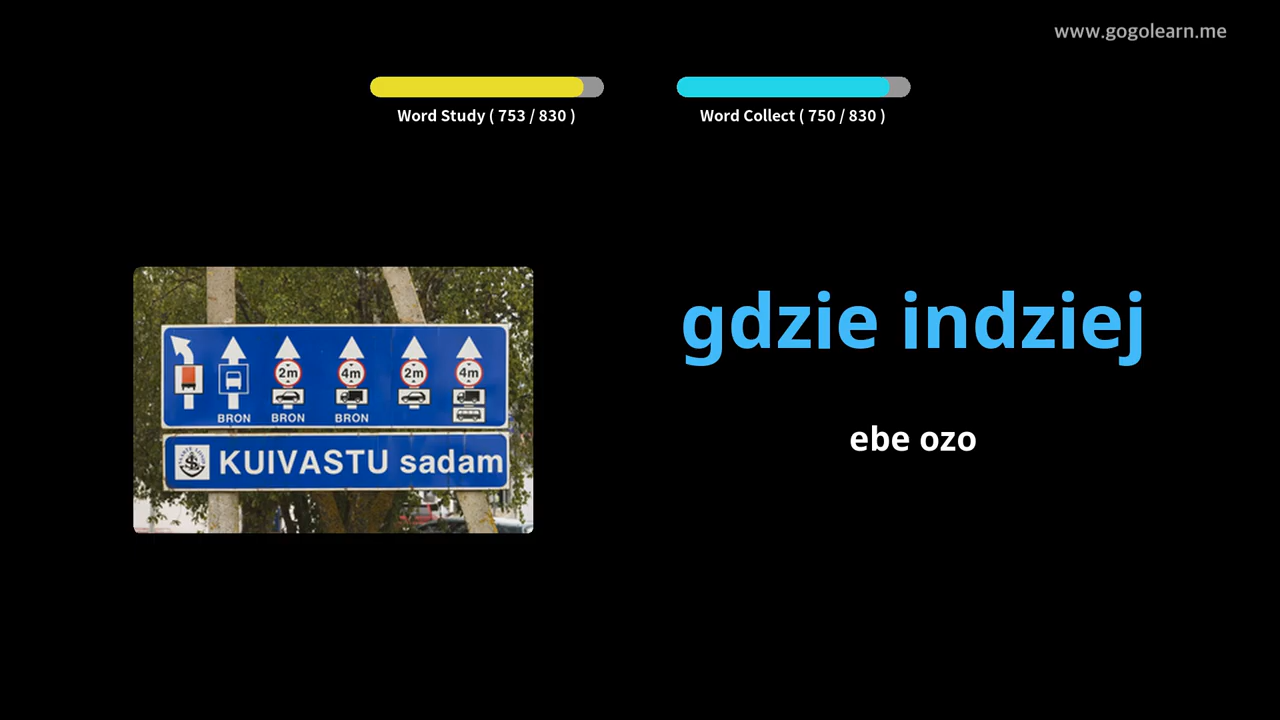 www.gogolearn.me
Word Study ( 753 / 830 )
Word Collect ( 750 / 830 )
2m 4m 2m 4m
BRON BRON BRON
KUIVASTU sadam
gdzie indziej
ebe ozo